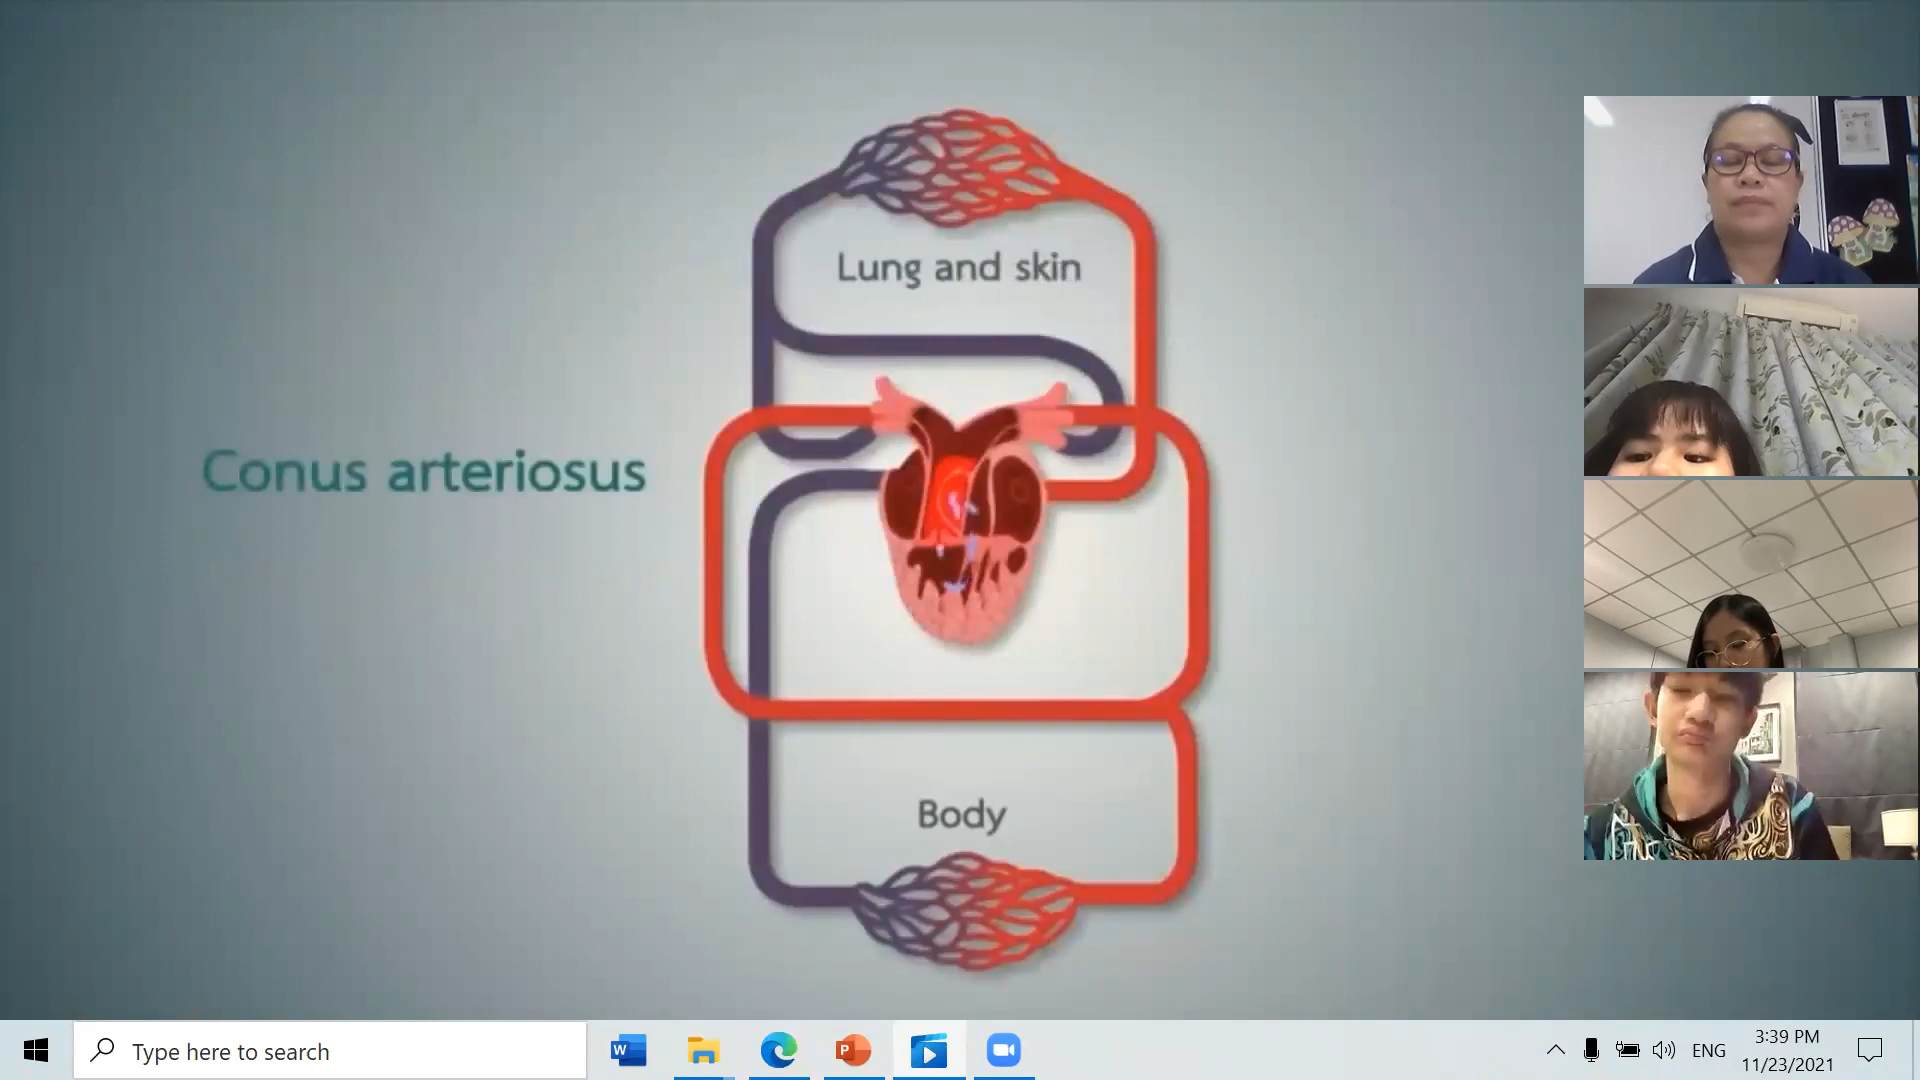 Lung and skin
Conus arteriosus
Body
Type here to search
ENG
3:39 PM
11/23/2021